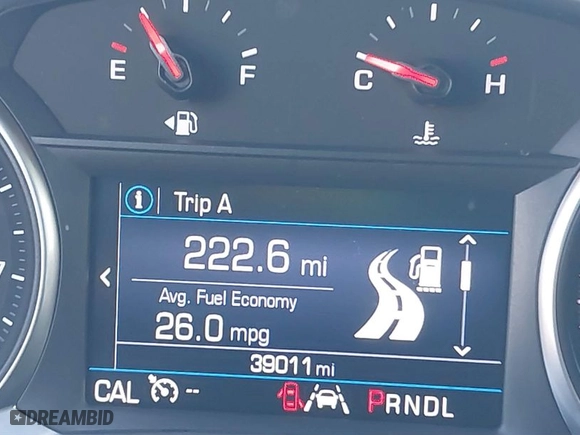 E F
C H
Trip A
222.6 mi
Avg. Fuel Economy
26.0 mpg
39011 mi
CAL -- PRNDL
DREAMBID